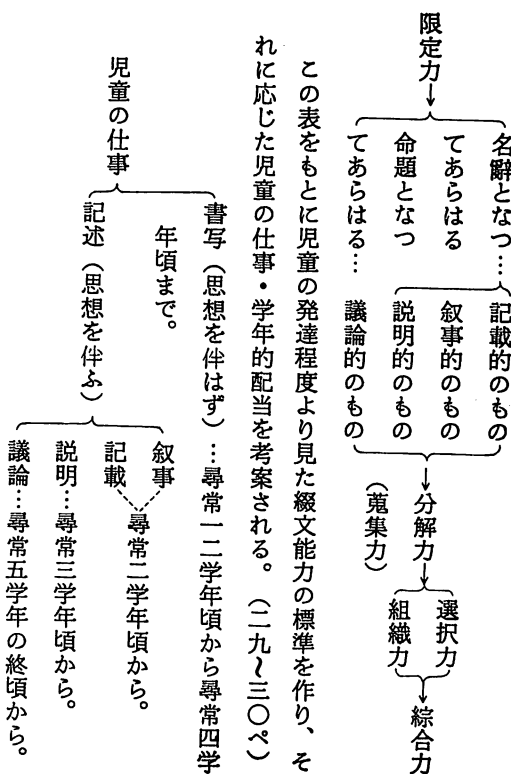 限定力→
名辭となつ…
てあらはる
命題となつ
てあらはる…
記載的のもの
叙事的のもの
説明的のもの
議論的のもの
→分解力→
(蒐集力)
選択力
組織力
→綜合力
この表をもとに児童の発達程度より見た綴文能力の標準を作り、そ
れに応じた児童の仕事・学年的配当を考案される。(二九〜三〇ペ)
児童の仕事
書写(思想を伴はず)…尋常一二学年頃から尋常四学
年頃まで。
記述(思想を伴ふ)
叙事
記載
尋常二学年頃から。
説明…尋常三学年頃から。
議論…尋常五学年の終頃から。